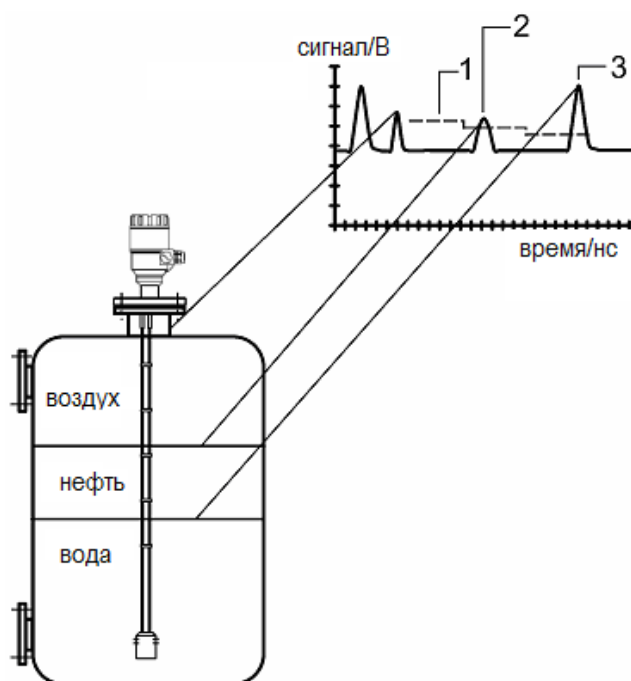 2
сигнал/В
1
3
время/нс
воздух
нефть
вода